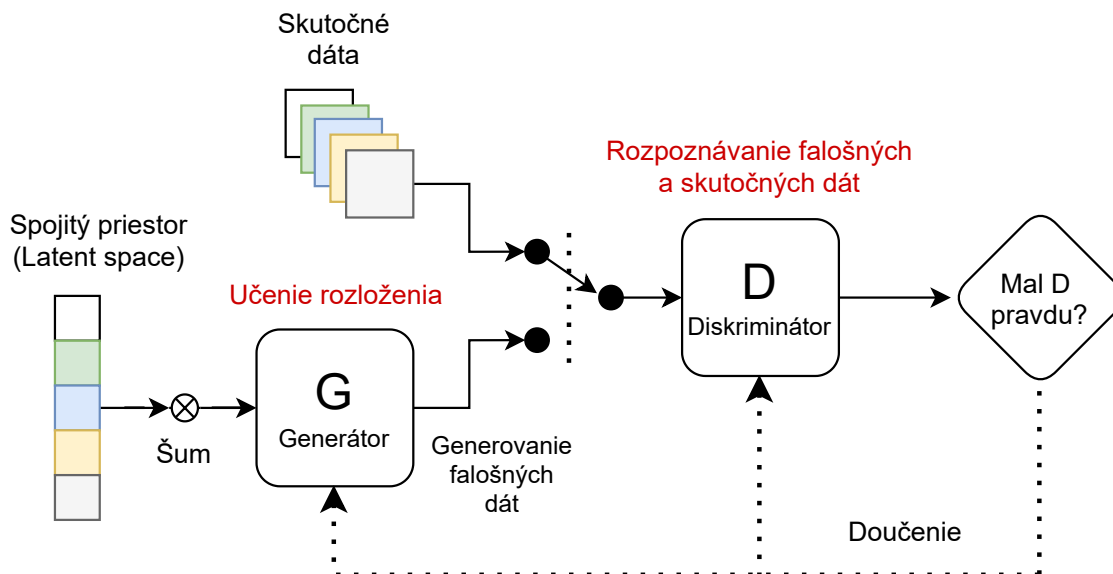 Skutočné
dáta
Rozpoznávanie falošných
a skutočných dát
Spojitý priestor
(Latent space)
Učenie rozloženia
D
Diskriminátor
Mal D
pravdu?
G
Generátor
Šum
Generovanie
falošných
dát
Doučenie